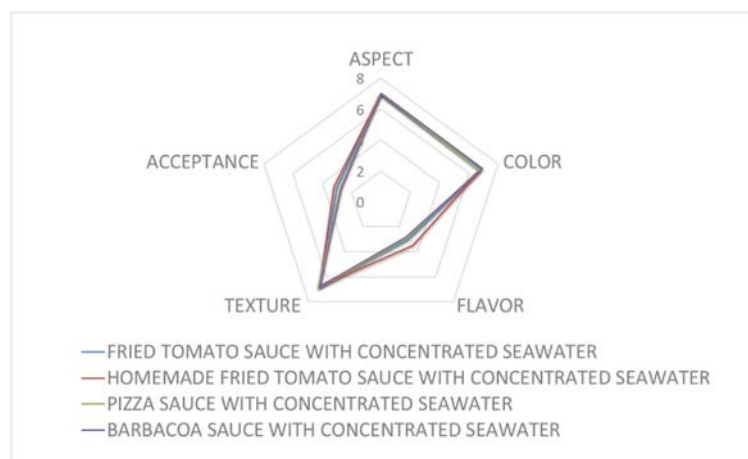 ASPECT
8
6
2
0
COLOR
ACCEPTANCE
TEXTURE
FLAVOR
FRIED TOMATO SAUCE WITH CONCENTRATED SEAWATER
HOMEMADE FRIED TOMATO SAUCE WITH CONCENTRATED SEAWATER
PIZZA SAUCE WITH CONCENTRATED SEAWATER
BARBACOA SAUCE WITH CONCENTRATED SEAWATER